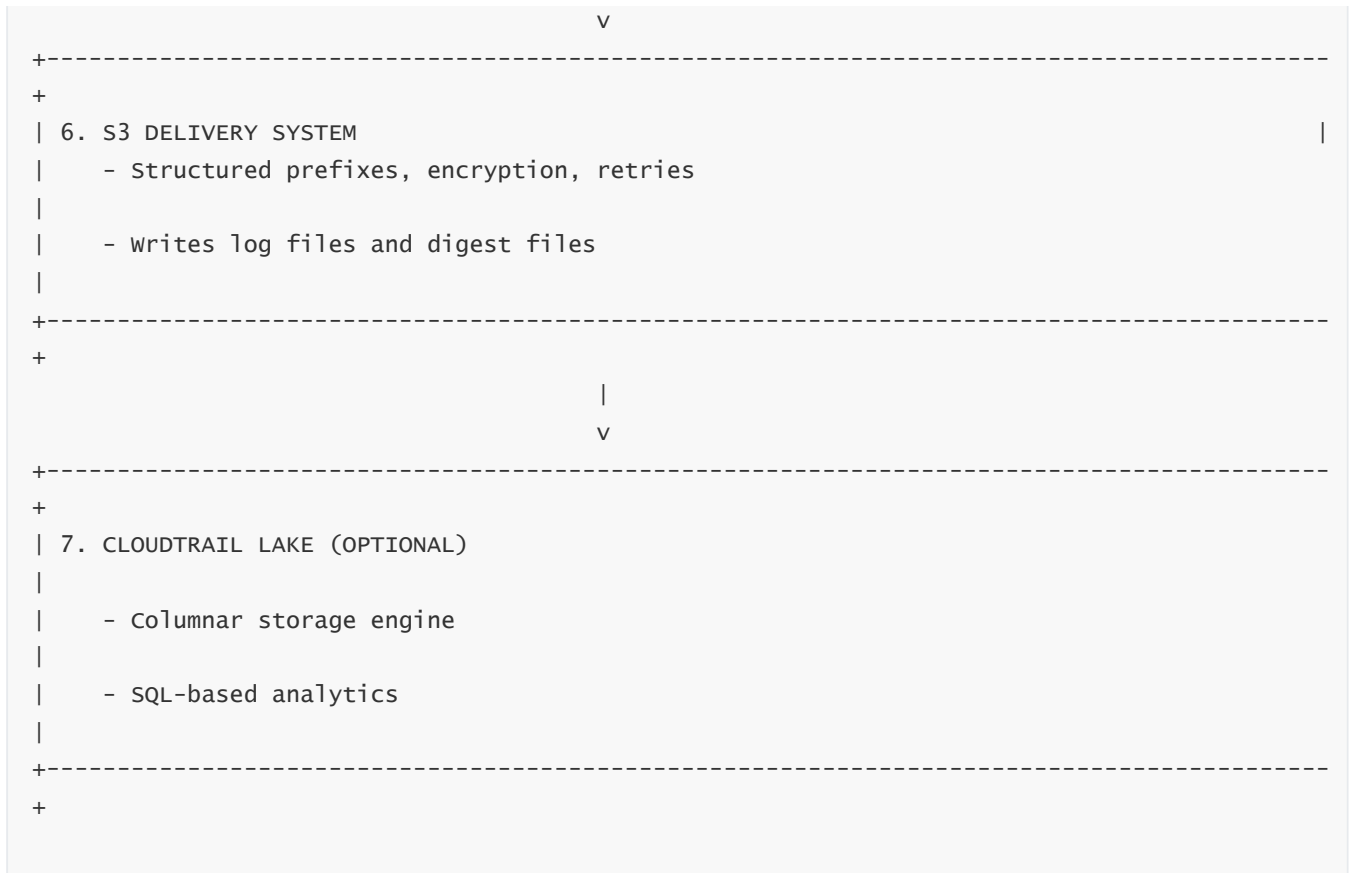 v
+------------------------------------------------------------------------------------------
+
| 6. S3 DELIVERY SYSTEM |
| - Structured prefixes, encryption, retries
|
| - Writes log files and digest files
|
+------------------------------------------------------------------------------------------
+
|
v
+------------------------------------------------------------------------------------------
+
| 7. CLOUDTRAIL LAKE (OPTIONAL)
|
| - Columnar storage engine
|
| - SQL-based analytics
|
+------------------------------------------------------------------------------------------
+